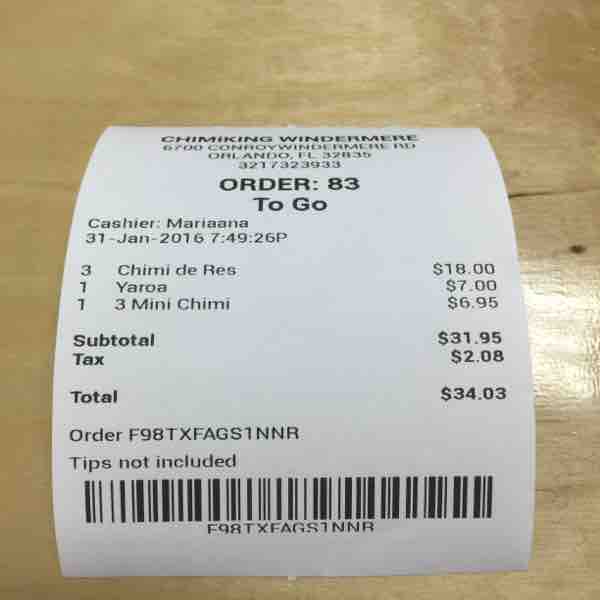 CHIMIKING WINDERMERE
6700 CONROYWINDERMERE RD
ORLANDO, FL 32835
3217323933
ORDER: 83
To Go
Cashier: Mariaana
31-Jan-2016 7:49:26P
3 Chimi de Res $18.00
1 Yaroa $7.00
1 3 Mini Chimi $6.95
Subtotal $31.95
Tax $2.08
Total $34.03
Order F98TXFAGS1NNR
Tips not included
F98TXFAGS1NNR